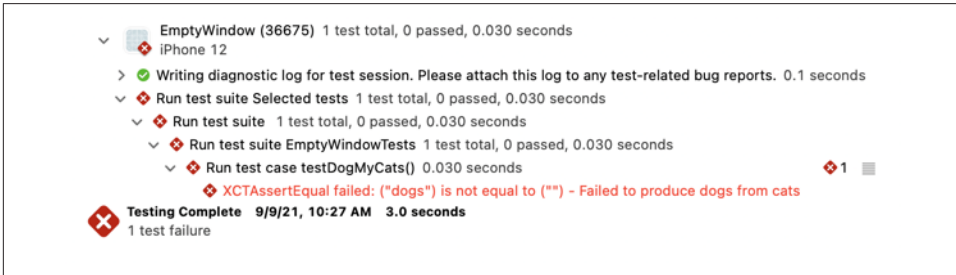 EmptyWindow (36675) 1 test total, 0 passed, 0.030 seconds
iPhone 12
Writing diagnostic log for test session. Please attach this log to any test-related bug reports. 0.1 seconds
Run test suite Selected tests 1 test total, 0 passed, 0.030 seconds
Run test suite 1 test total, 0 passed, 0.030 seconds
Run test suite EmptyWindowTests 1 test total, 0 passed, 0.030 seconds
Run test case testDogMyCats() 0.030 seconds 1
XCTAssertEqual failed: ("dogs") is not equal to ("") - Failed to produce dogs from cats
Testing Complete 9/9/21, 10:27 AM 3.0 seconds
1 test failure